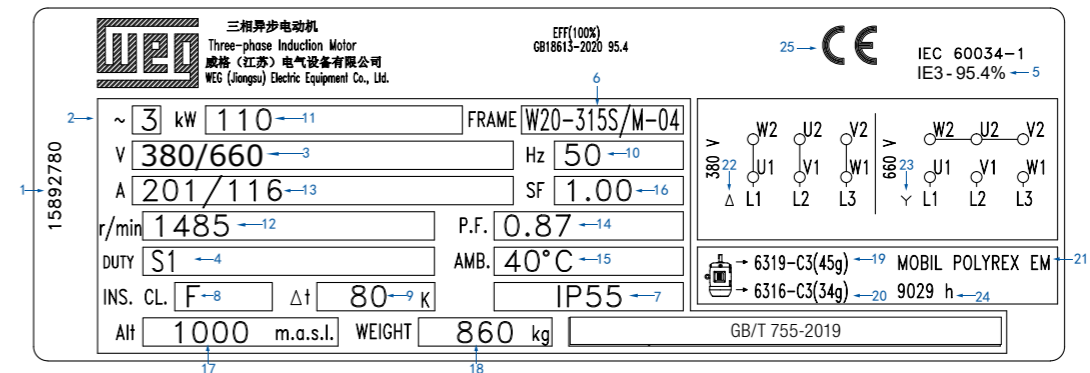 WEG
三相异步电动机
Three-phase Induction Motor
威格（江苏）电气设备有限公司
WEG (Jiangsu) Electric Equipment Co., Ltd.
EFF(100%)
GB18613-2020 95.4
6
25 CE
IEC 60034-1
IE3 - 95.4% 5
1 15892780
2 ~ 3 kW 110 11 FRAME W20-315S/M-04
V 380/660 3 Hz 50 10
A 201/116 13 SF 1.00 16
r/min 1485 12 P.F. 0.87 14
DUTY S1 4 AMB. 40°C 15
INS. CL. F 8 Δt 80 9 K IP55 7
Alt 1000 m.a.s.l. WEIGHT 860 kg GB/T 755-2019
17 18
380 V
W2 U2 V2
22 U1 V1 W1
Δ L1 L2 L3
660 V
W2 U2 V2
23 U1 V1 W1
Y L1 L2 L3
6319-C3(45g) 19 MOBIL POLYREX EM 21
6316-C3(34g) 20 9029 h 24